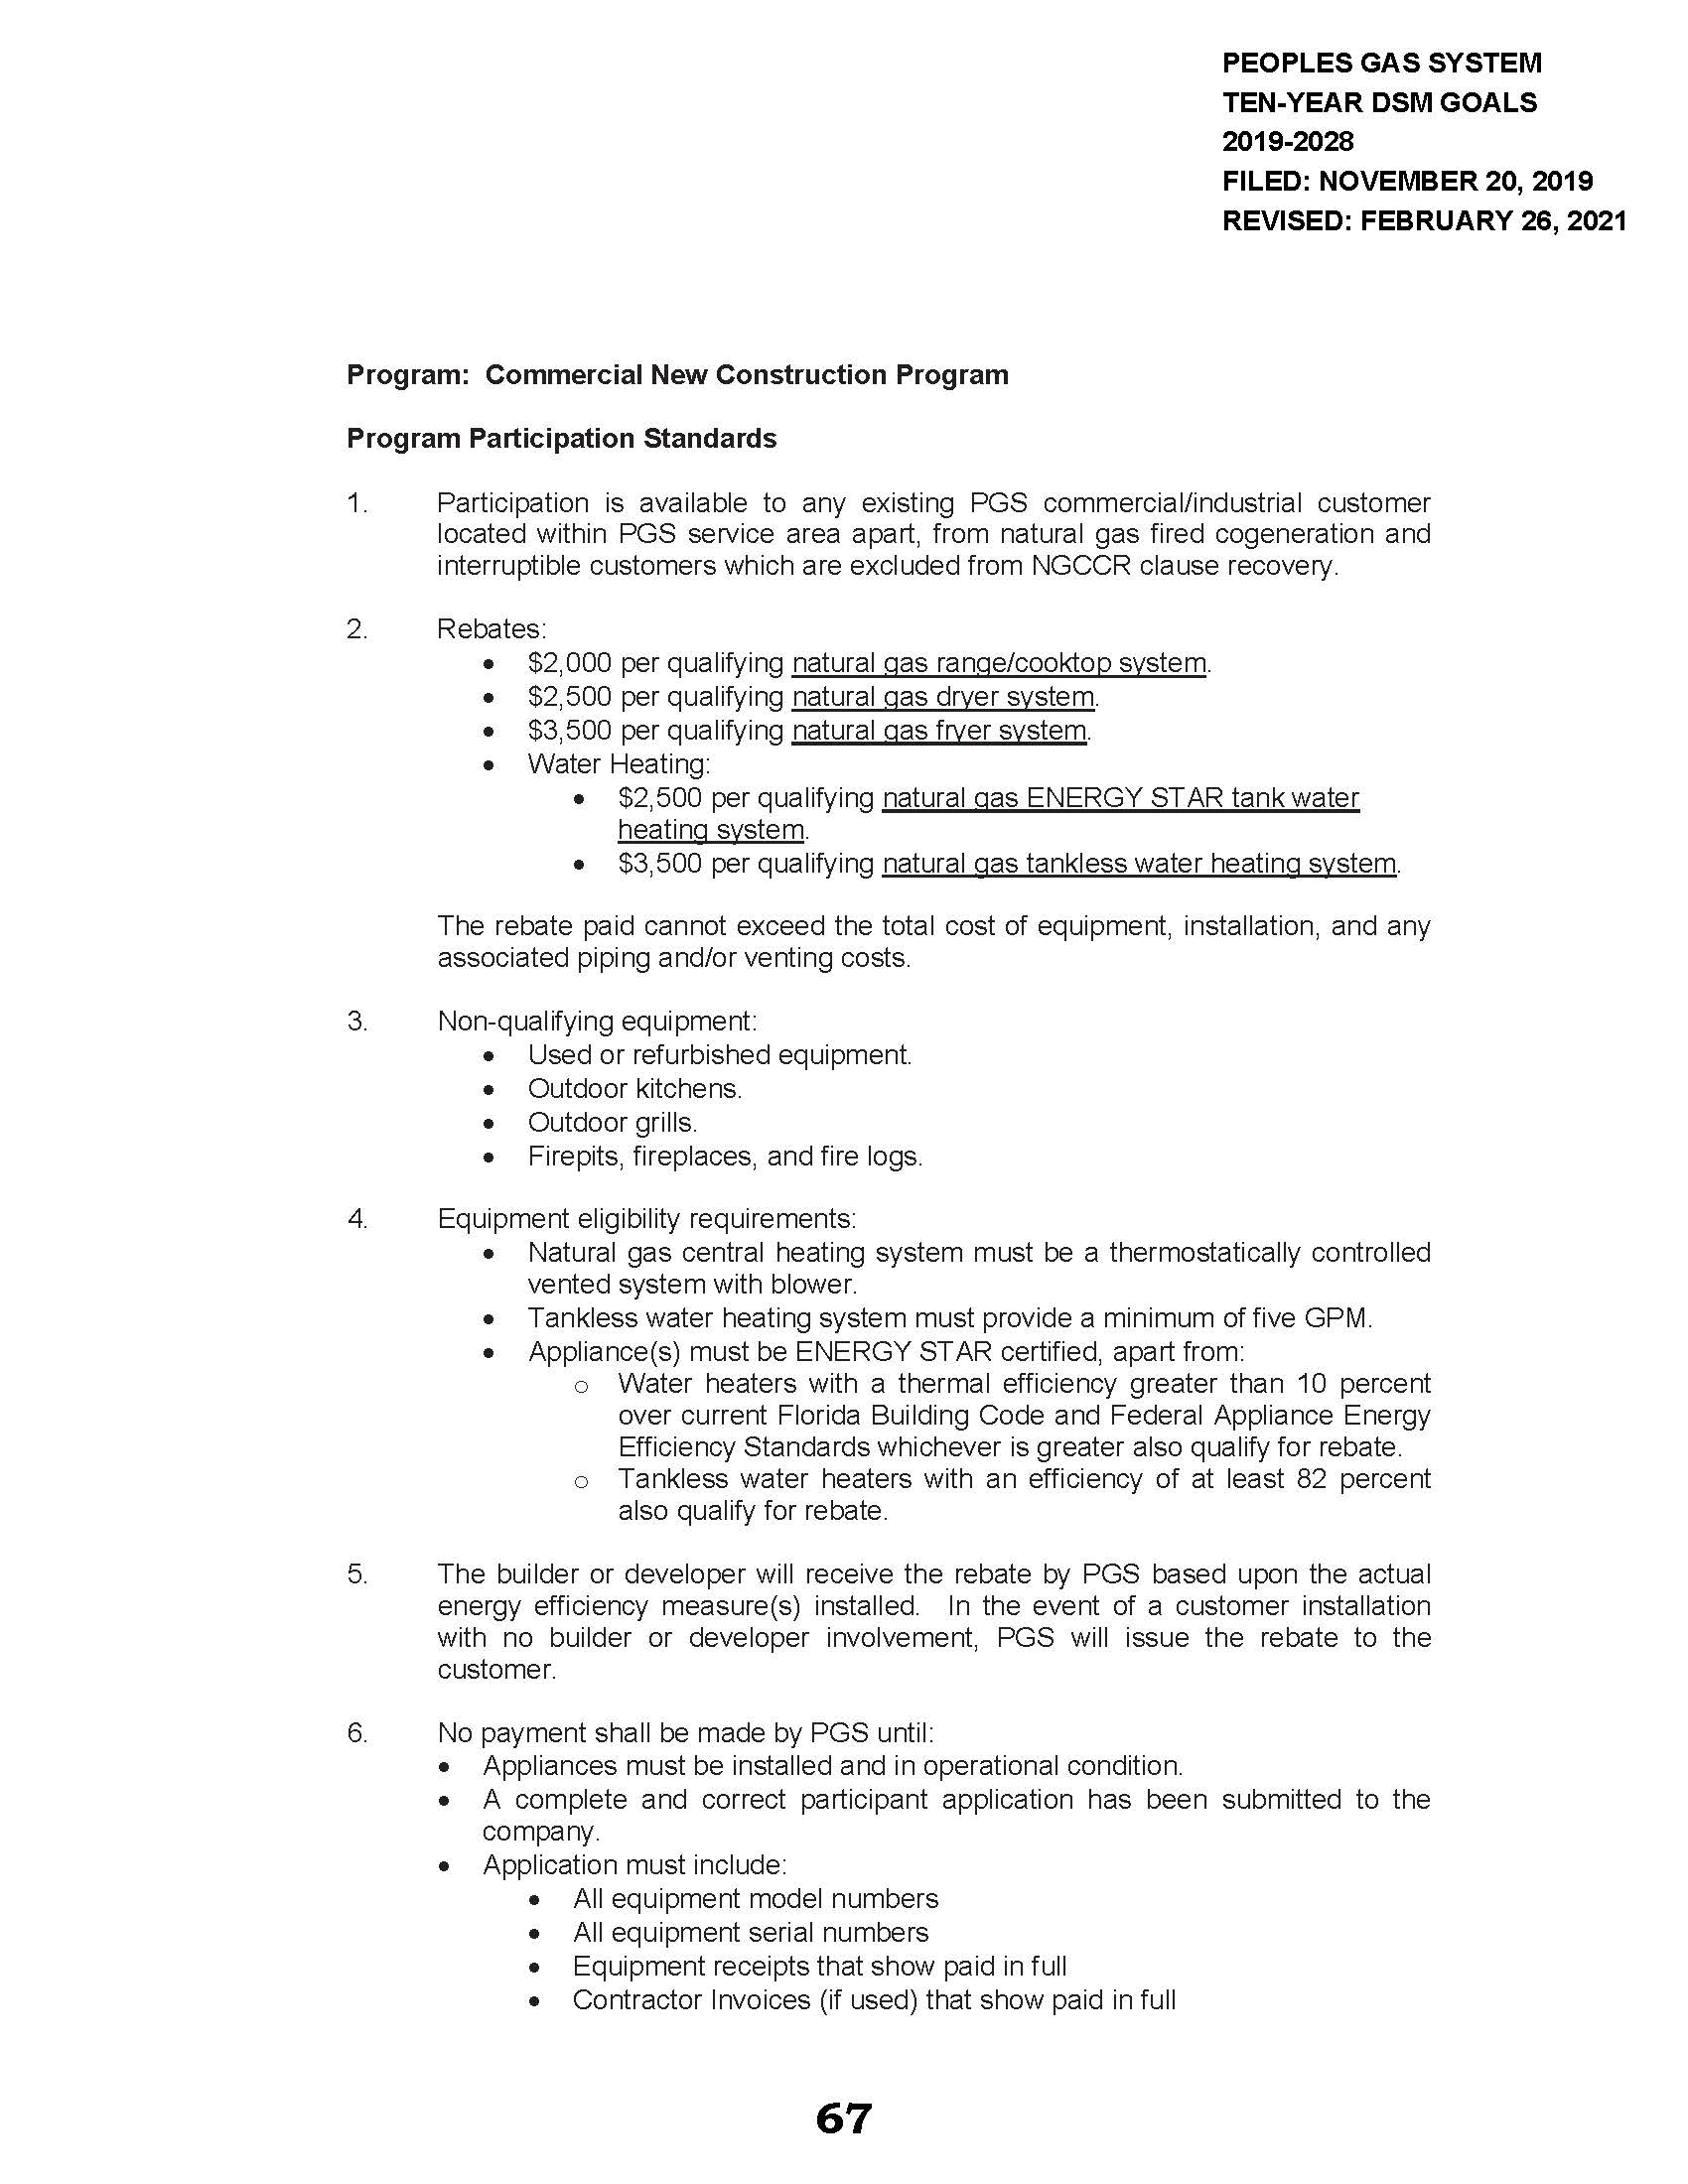 PEOPLES GAS SYSTEM
TEN-YEAR DSM GOALS
2019-2028
FILED: NOVEMBER 20, 2019
REVISED: FEBRUARY 26, 2021
Program:  Commercial New Construction Program
Program Participation Standards
1. Participation is available to any existing PGS commercial/industrial customer
located within PGS service area apart, from natural gas fired cogeneration and
interruptible customers which are excluded from NGCCR clause recovery.
2. Rebates:
• $2,000 per qualifying natural gas range/cooktop system.
• $2,500 per qualifying natural gas dryer system.
• $3,500 per qualifying natural gas fryer system.
• Water Heating:
• $2,500 per qualifying natural gas ENERGY STAR tank water
heating system.
• $3,500 per qualifying natural gas tankless water heating system.
The rebate paid cannot exceed the total cost of equipment, installation, and any
associated piping and/or venting costs.
3. Non-qualifying equipment:
• Used or refurbished equipment.
• Outdoor kitchens.
• Outdoor grills.
• Firepits, fireplaces, and fire logs.
4. Equipment eligibility requirements:
• Natural gas central heating system must be a thermostatically controlled
vented system with blower.
• Tankless water heating system must provide a minimum of five GPM.
• Appliance(s) must be ENERGY STAR certified, apart from:
o Water heaters with a thermal efficiency greater than 10 percent
over current Florida Building Code and Federal Appliance Energy
Efficiency Standards whichever is greater also qualify for rebate.
o Tankless water heaters with an efficiency of at least 82 percent
also qualify for rebate.
5. The builder or developer will receive the rebate by PGS based upon the actual
energy efficiency measure(s) installed.  In the event of a customer installation
with no builder or developer involvement, PGS will issue the rebate to the
customer.
6. No payment shall be made by PGS until:
• Appliances must be installed and in operational condition.
• A complete and correct participant application has been submitted to the
company.
• Application must include:
• All equipment model numbers
• All equipment serial numbers
• Equipment receipts that show paid in full
• Contractor Invoices (if used) that show paid in full
67